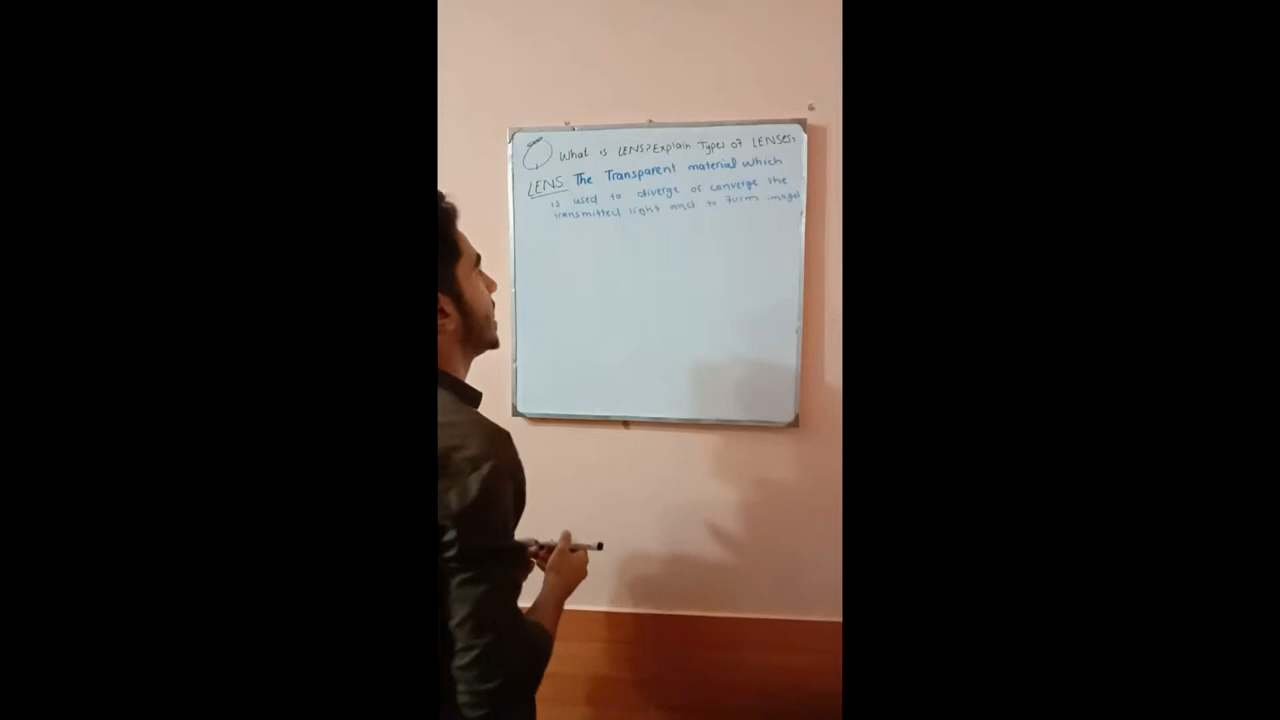 What is LENS? Explain Types of LENSES,
LENS The Transparent material which
is used to diverge or converge the
transmitted light and to form images